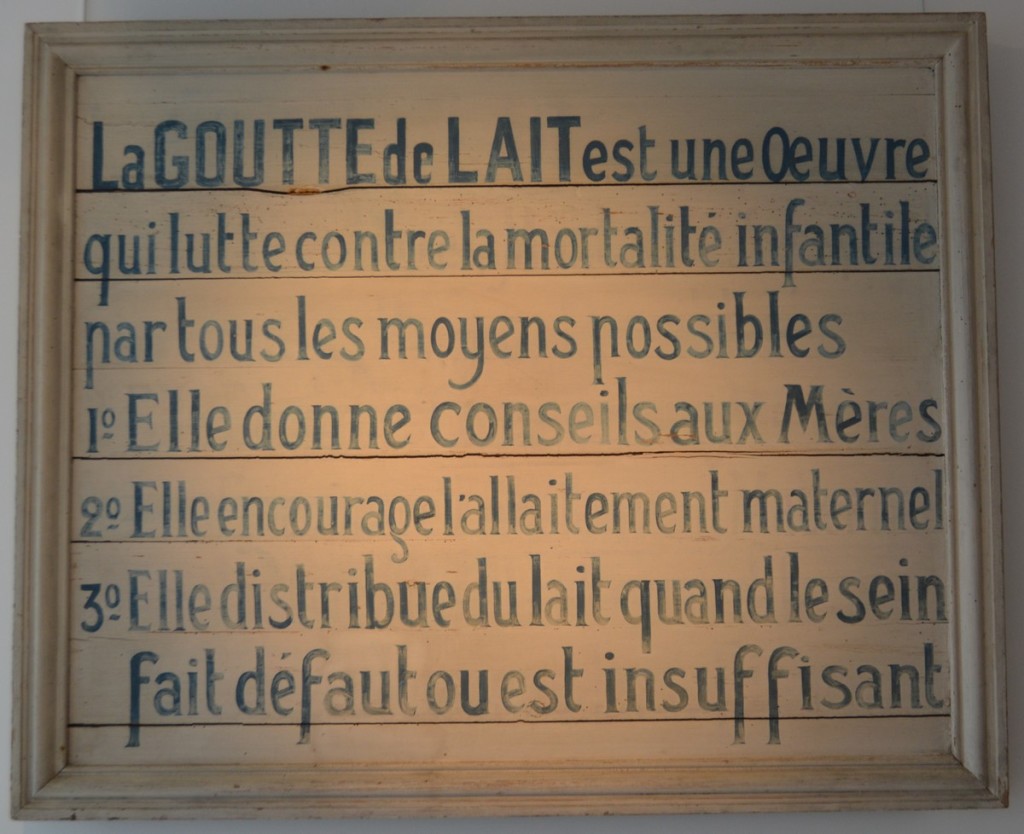 La GOUTTE de LAIT est une Oeuvre
qui lutte contre la mortalité infantile
par tous les moyens possibles
1º Elle donne conseils aux Mères
2º Elle encourage l'allaitement maternel
3º Elle distribue du lait quand le sein
fait défaut ou est insuffisant